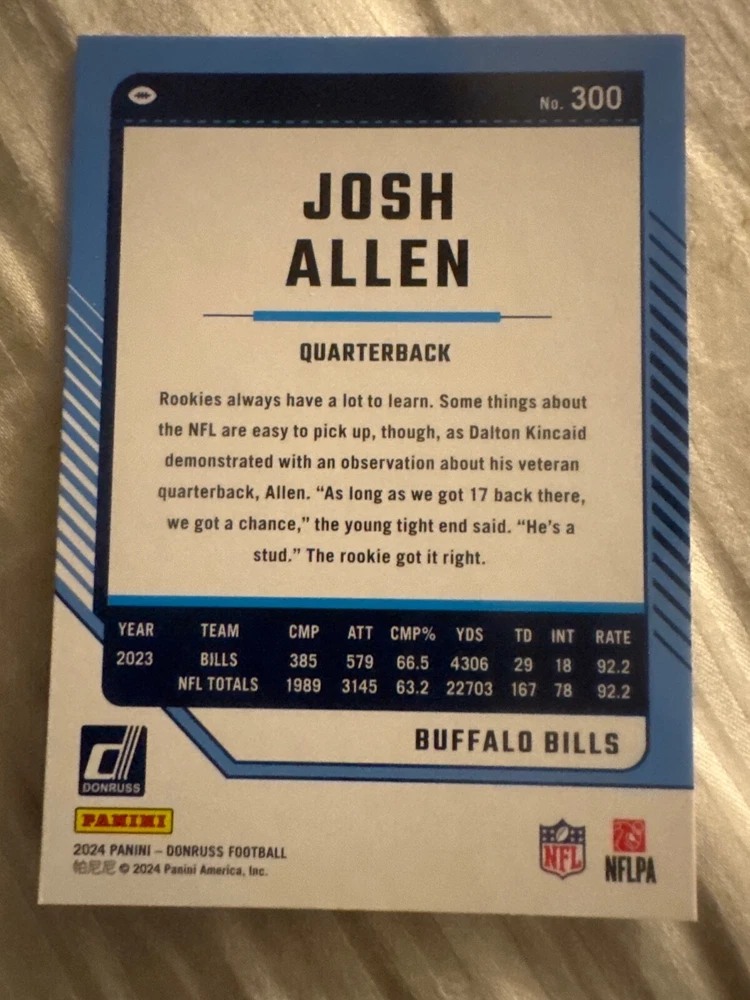 No. 300
JOSH
ALLEN
QUARTERBACK
Rookies always have a lot to learn. Some things about
the NFL are easy to pick up, though, as Dalton Kincaid
demonstrated with an observation about his veteran
quarterback, Allen. “As long as we got 17 back there,
we got a chance,” the young tight end said. “He’s a
stud.” The rookie got it right.
YEAR TEAM CMP ATT CMP% YDS TD INT RATE
2023 BILLS 385 579 66.5 4306 29 18 92.2
NFL TOTALS 1989 3145 63.2 22703 167 78 92.2
BUFFALO BILLS
d
DONRUSS
PANINI
2024 PANINI – DONRUSS FOOTBALL
帕尼尼 © 2024 Panini America, Inc.
NFL
NFLPA